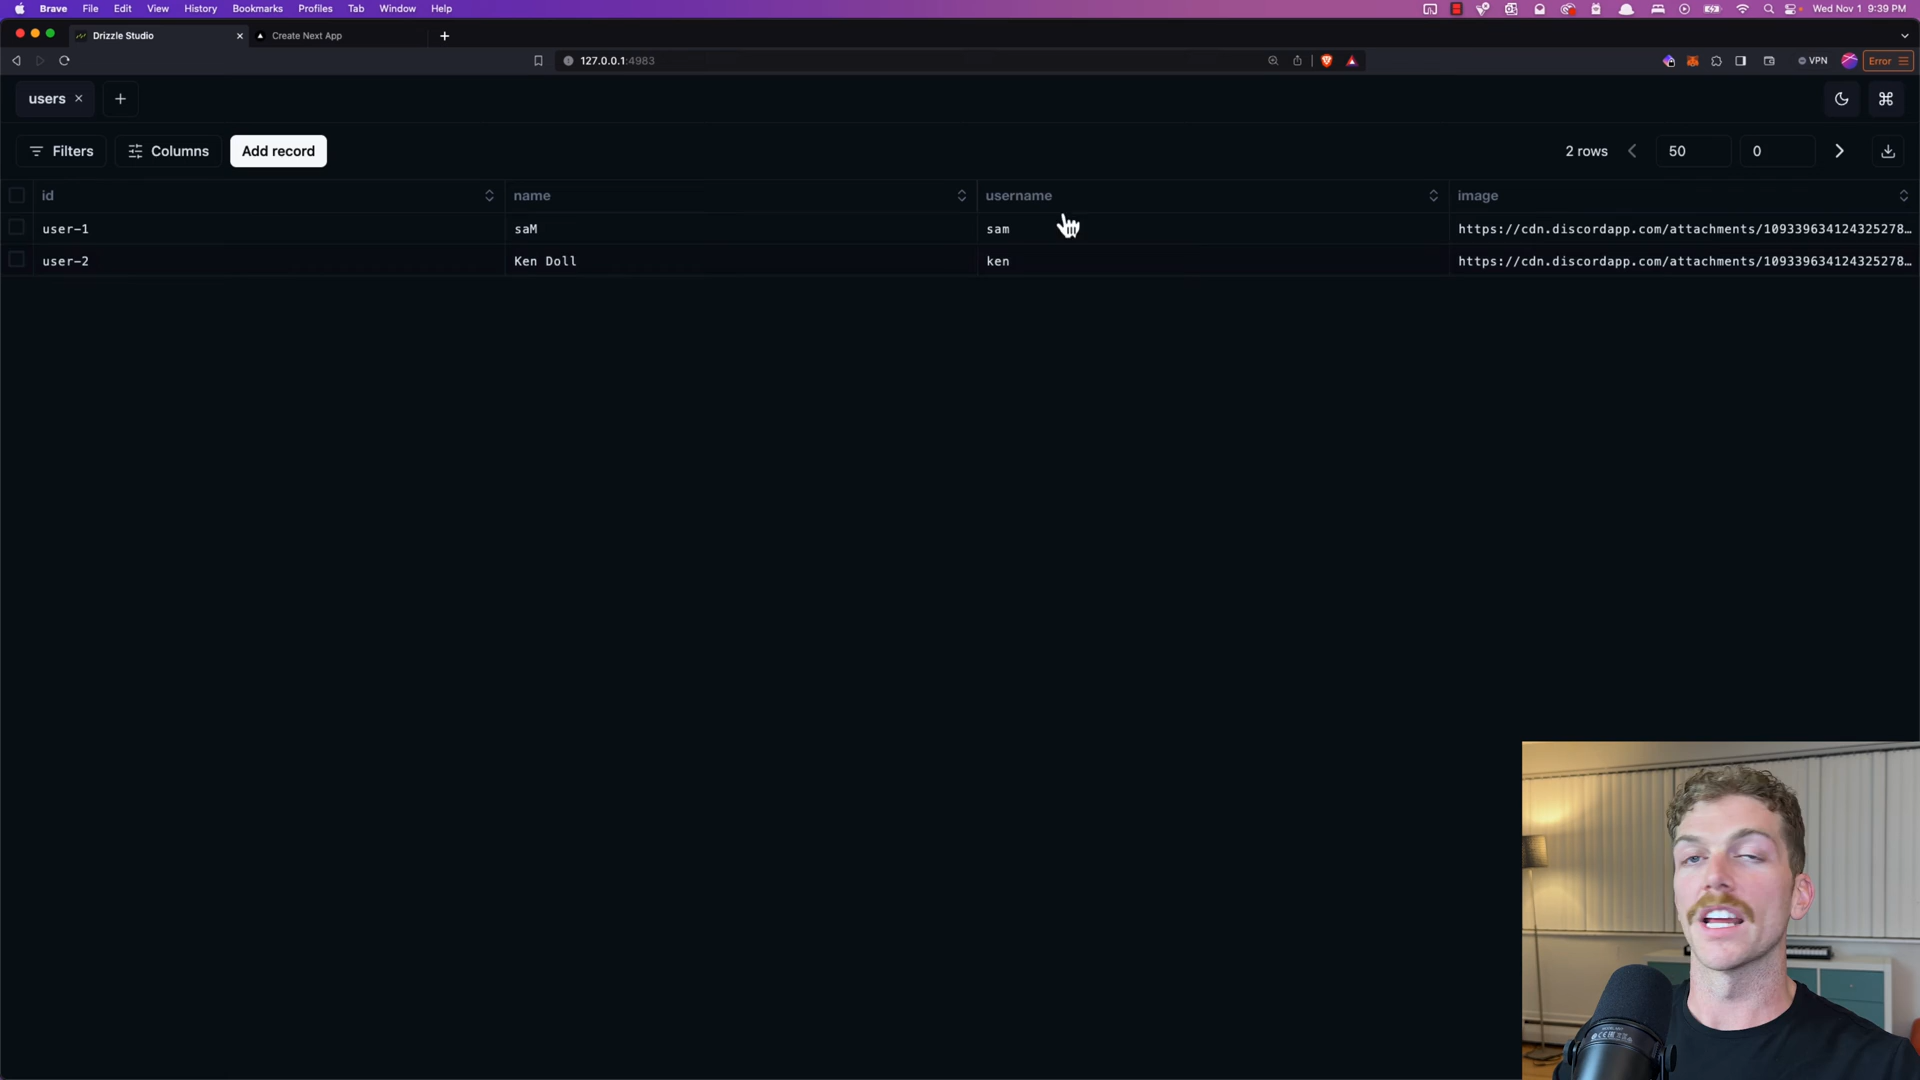 Brave File Edit View History Bookmarks Profiles Tab Window Help Wed Nov 1 9:39 PM
Drizzle Studio Create Next App
127.0.0.1:4983 VPN Error
users
Filters Columns Add record 2 rows 50 0
id name username image
user-1 saM sam https://cdn.discordapp.com/attachments/109339634124325278…
user-2 Ken Doll ken https://cdn.discordapp.com/attachments/109339634124325278…